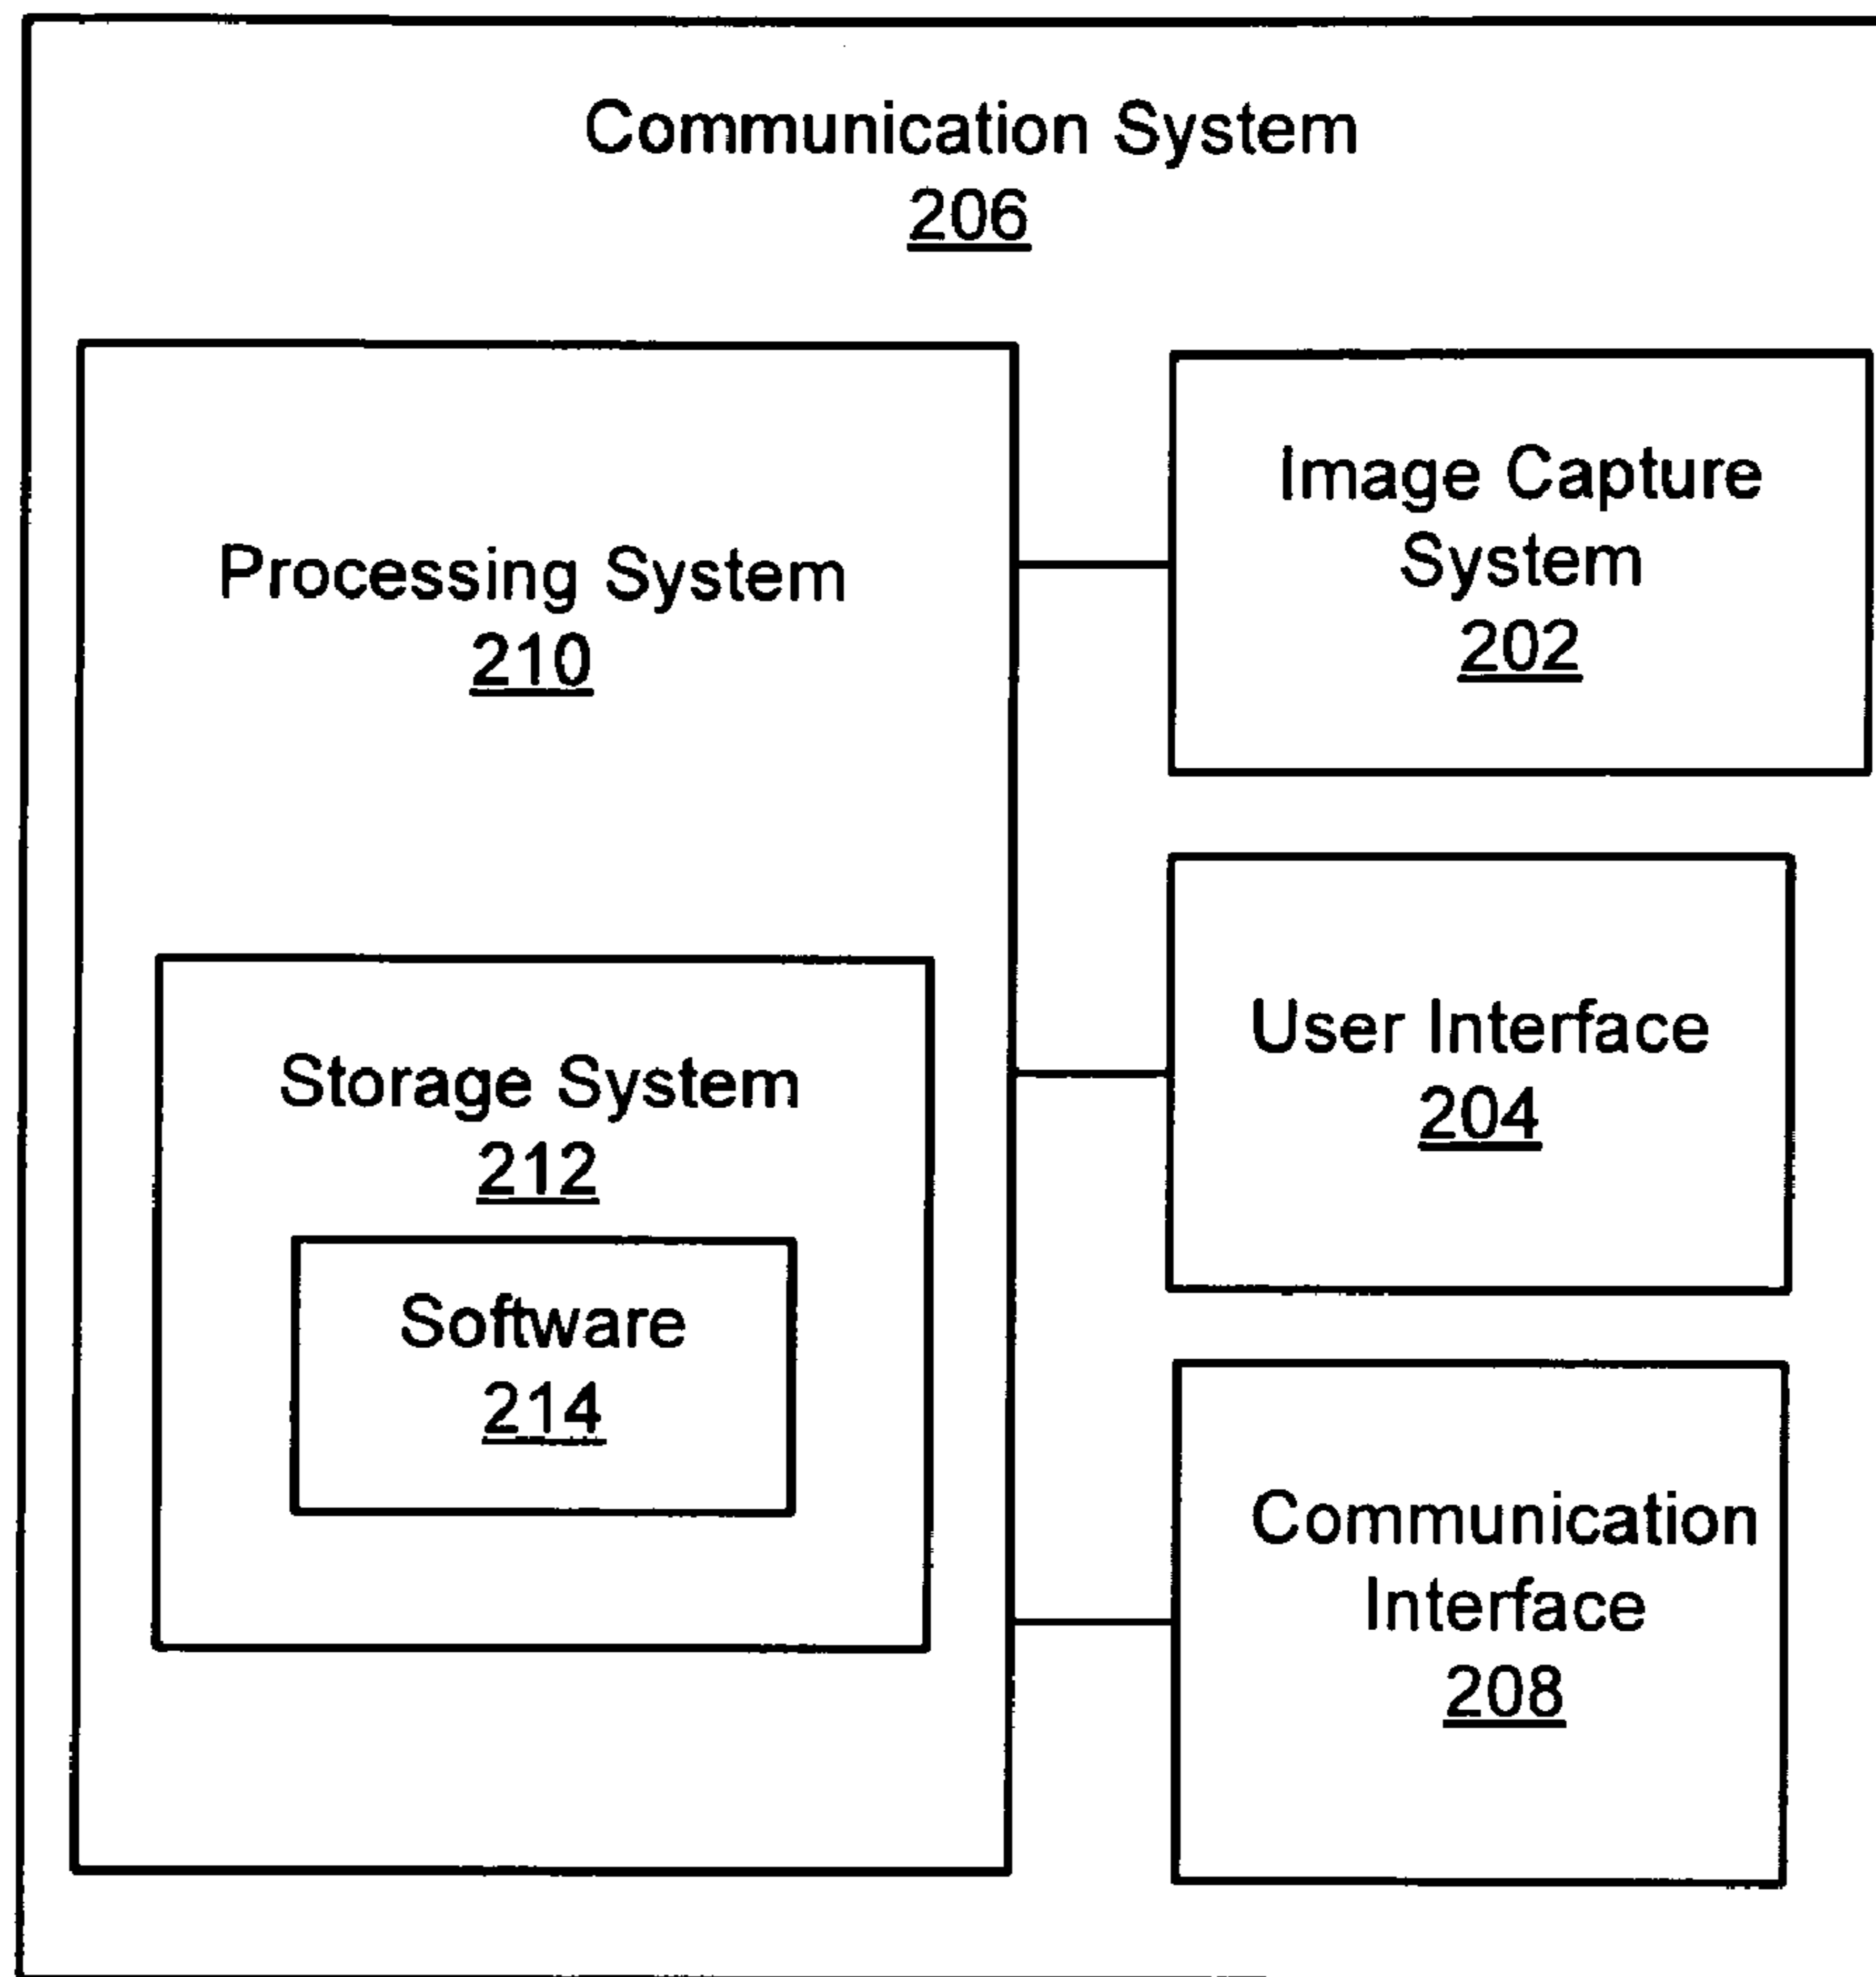 Communication System
206
Processing System
210
Image Capture
System
202
Storage System
212
Software
214
User Interface
204
Communication
Interface
208